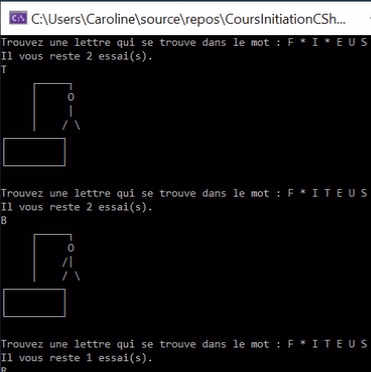 C:\Users\Caroline\source\repos\CoursInitiationCSh...
Trouvez une lettre qui se trouve dans le mot : F * I * E U S
Il vous reste 2 essai(s).
T
Trouvez une lettre qui se trouve dans le mot : F * I T E U S
Il vous reste 2 essai(s).
B
Trouvez une lettre qui se trouve dans le mot : F * I T E U S
Il vous reste 1 essai(s).
R